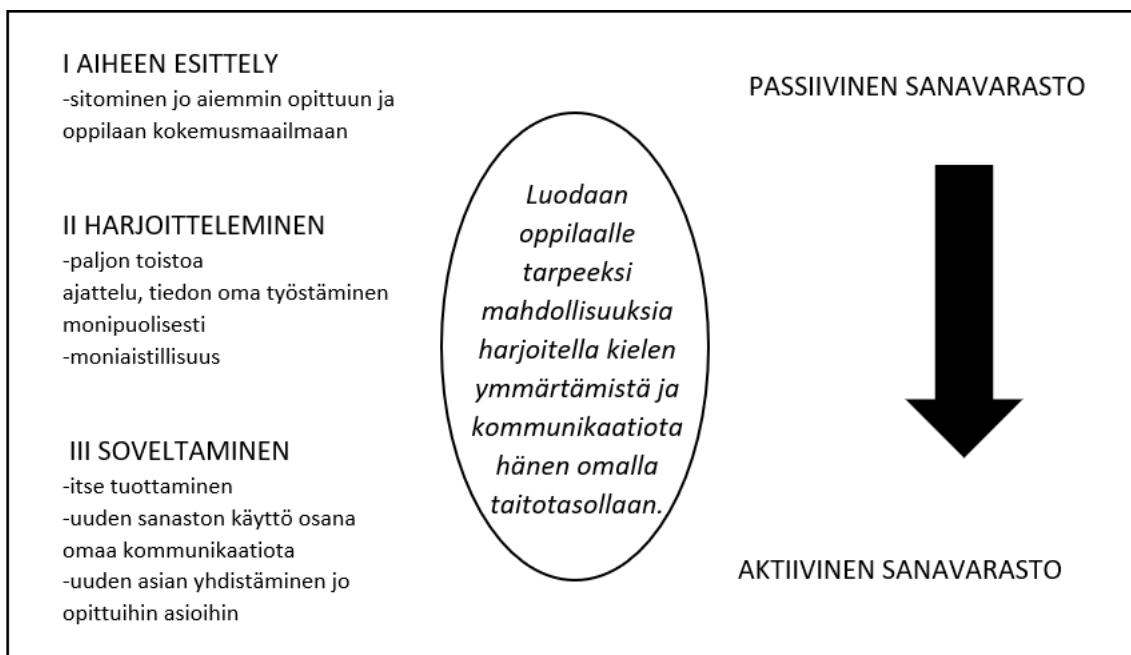 I AIHEEN ESITTELY
-sitominen jo aiemmin opittuun ja
oppilaan kokemusmaailmaan
II HARJOITTELEMINEN
-paljon toistoa
ajattelu, tiedon oma työstäminen
monipuolisesti
-moniaistillisuus
III SOVELTAMINEN
-itse tuottaminen
-uuden sanaston käyttö osana
omaa kommunikaatiota
-uuden asian yhdistäminen jo
opittuihin asioihin
Luodaan
oppilaalle
tarpeeksi
mahdollisuuksia
harjoitella kielen
ymmärtämistä ja
kommunikaatiota
hänen omalla
taitotasollaan.
PASSIIVINEN SANAVARASTO
AKTIIVINEN SANAVARASTO